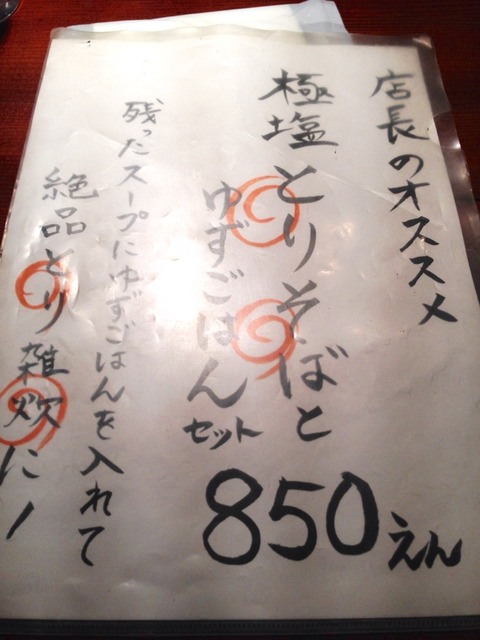 店長のオススメ
極塩とりそばと
ゆずごはん
セット
850えん
残ったスープにゆずごはんを入れて
絶品とり雑炊に！